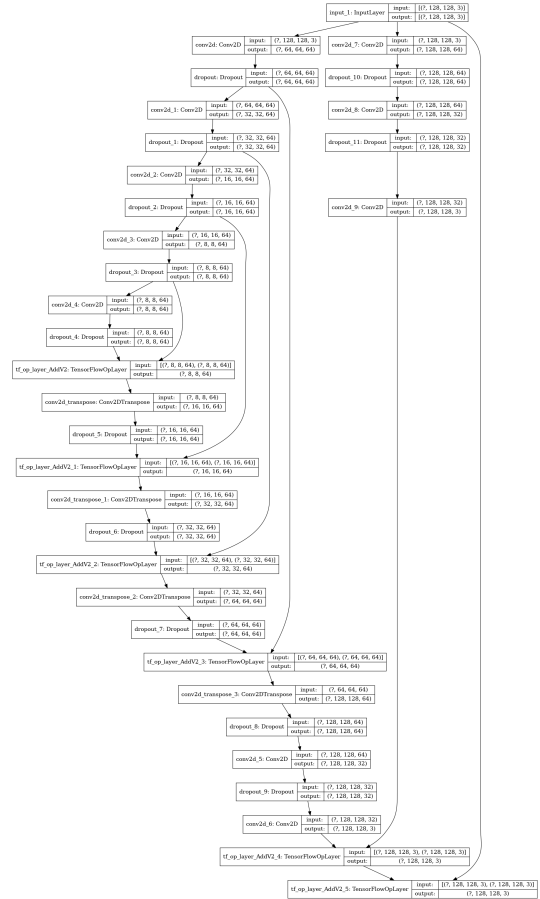 input_1: InputLayer
input: [(?, 128, 128, 3)]
output: [(?, 128, 128, 3)]
conv2d: Conv2D
input: (?, 128, 128, 3)
output: (?, 64, 64, 64)
conv2d_7: Conv2D
input: (?, 128, 128, 3)
output: (?, 128, 128, 64)
dropout: Dropout
input: (?, 64, 64, 64)
output: (?, 64, 64, 64)
dropout_10: Dropout
input: (?, 128, 128, 64)
output: (?, 128, 128, 64)
conv2d_1: Conv2D
input: (?, 64, 64, 64)
output: (?, 32, 32, 64)
conv2d_8: Conv2D
input: (?, 128, 128, 64)
output: (?, 128, 128, 32)
dropout_1: Dropout
input: (?, 32, 32, 64)
output: (?, 32, 32, 64)
dropout_11: Dropout
input: (?, 128, 128, 32)
output: (?, 128, 128, 32)
conv2d_2: Conv2D
input: (?, 32, 32, 64)
output: (?, 16, 16, 64)
dropout_2: Dropout
input: (?, 16, 16, 64)
output: (?, 16, 16, 64)
conv2d_9: Conv2D
input: (?, 128, 128, 32)
output: (?, 128, 128, 3)
conv2d_3: Conv2D
input: (?, 16, 16, 64)
output: (?, 8, 8, 64)
dropout_3: Dropout
input: (?, 8, 8, 64)
output: (?, 8, 8, 64)
conv2d_4: Conv2D
input: (?, 8, 8, 64)
output: (?, 8, 8, 64)
dropout_4: Dropout
input: (?, 8, 8, 64)
output: (?, 8, 8, 64)
tf_op_layer_AddV2: TensorFlowOpLayer
input: [(?, 8, 8, 64), (?, 8, 8, 64)]
output: (?, 8, 8, 64)
conv2d_transpose: Conv2DTranspose
input: (?, 8, 8, 64)
output: (?, 16, 16, 64)
dropout_5: Dropout
input: (?, 16, 16, 64)
output: (?, 16, 16, 64)
tf_op_layer_AddV2_1: TensorFlowOpLayer
input: [(?, 16, 16, 64), (?, 16, 16, 64)]
output: (?, 16, 16, 64)
conv2d_transpose_1: Conv2DTranspose
input: (?, 16, 16, 64)
output: (?, 32, 32, 64)
dropout_6: Dropout
input: (?, 32, 32, 64)
output: (?, 32, 32, 64)
tf_op_layer_AddV2_2: TensorFlowOpLayer
input: [(?, 32, 32, 64), (?, 32, 32, 64)]
output: (?, 32, 32, 64)
conv2d_transpose_2: Conv2DTranspose
input: (?, 32, 32, 64)
output: (?, 64, 64, 64)
dropout_7: Dropout
input: (?, 64, 64, 64)
output: (?, 64, 64, 64)
tf_op_layer_AddV2_3: TensorFlowOpLayer
input: [(?, 64, 64, 64), (?, 64, 64, 64)]
output: (?, 64, 64, 64)
conv2d_transpose_3: Conv2DTranspose
input: (?, 64, 64, 64)
output: (?, 128, 128, 64)
dropout_8: Dropout
input: (?, 128, 128, 64)
output: (?, 128, 128, 64)
conv2d_5: Conv2D
input: (?, 128, 128, 64)
output: (?, 128, 128, 32)
dropout_9: Dropout
input: (?, 128, 128, 32)
output: (?, 128, 128, 32)
conv2d_6: Conv2D
input: (?, 128, 128, 32)
output: (?, 128, 128, 3)
tf_op_layer_AddV2_4: TensorFlowOpLayer
input: [(?, 128, 128, 3), (?, 128, 128, 3)]
output: (?, 128, 128, 3)
tf_op_layer_AddV2_5: TensorFlowOpLayer
input: [(?, 128, 128, 3), (?, 128, 128, 3)]
output: (?, 128, 128, 3)